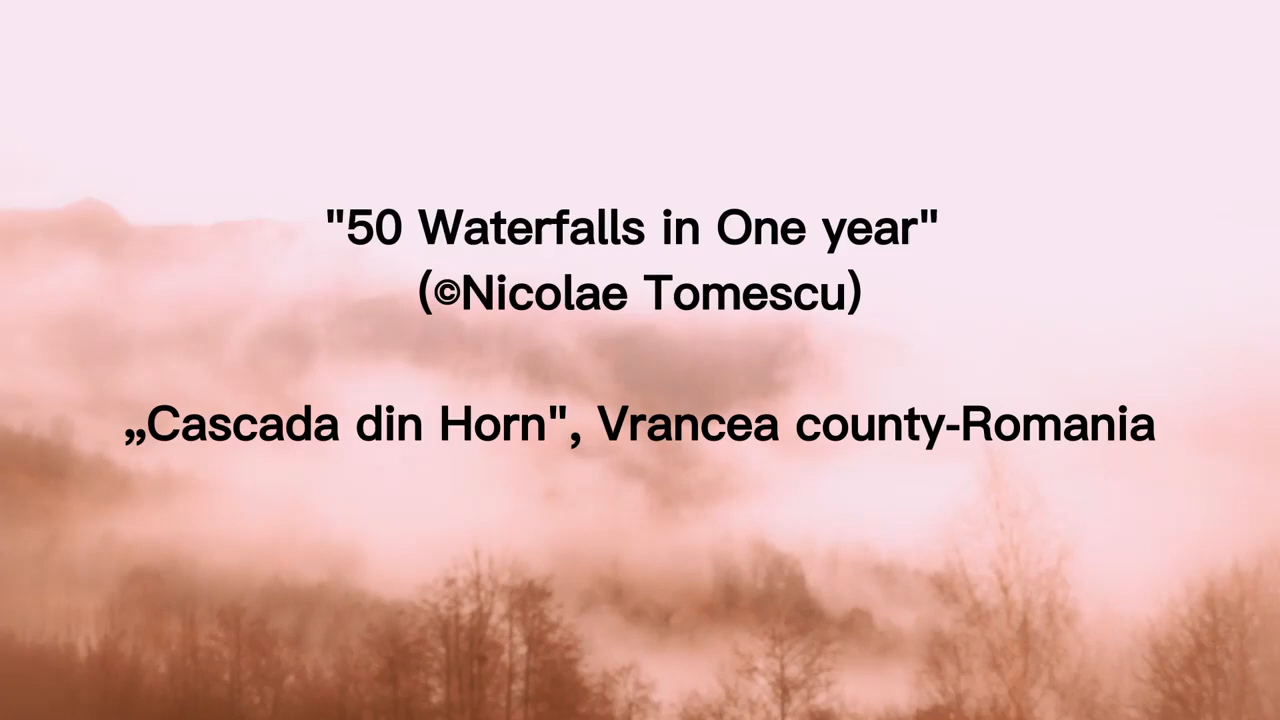 "50 Waterfalls in One year"
(©Nicolae Tomescu)
„Cascada din Horn", Vrancea county-Romania